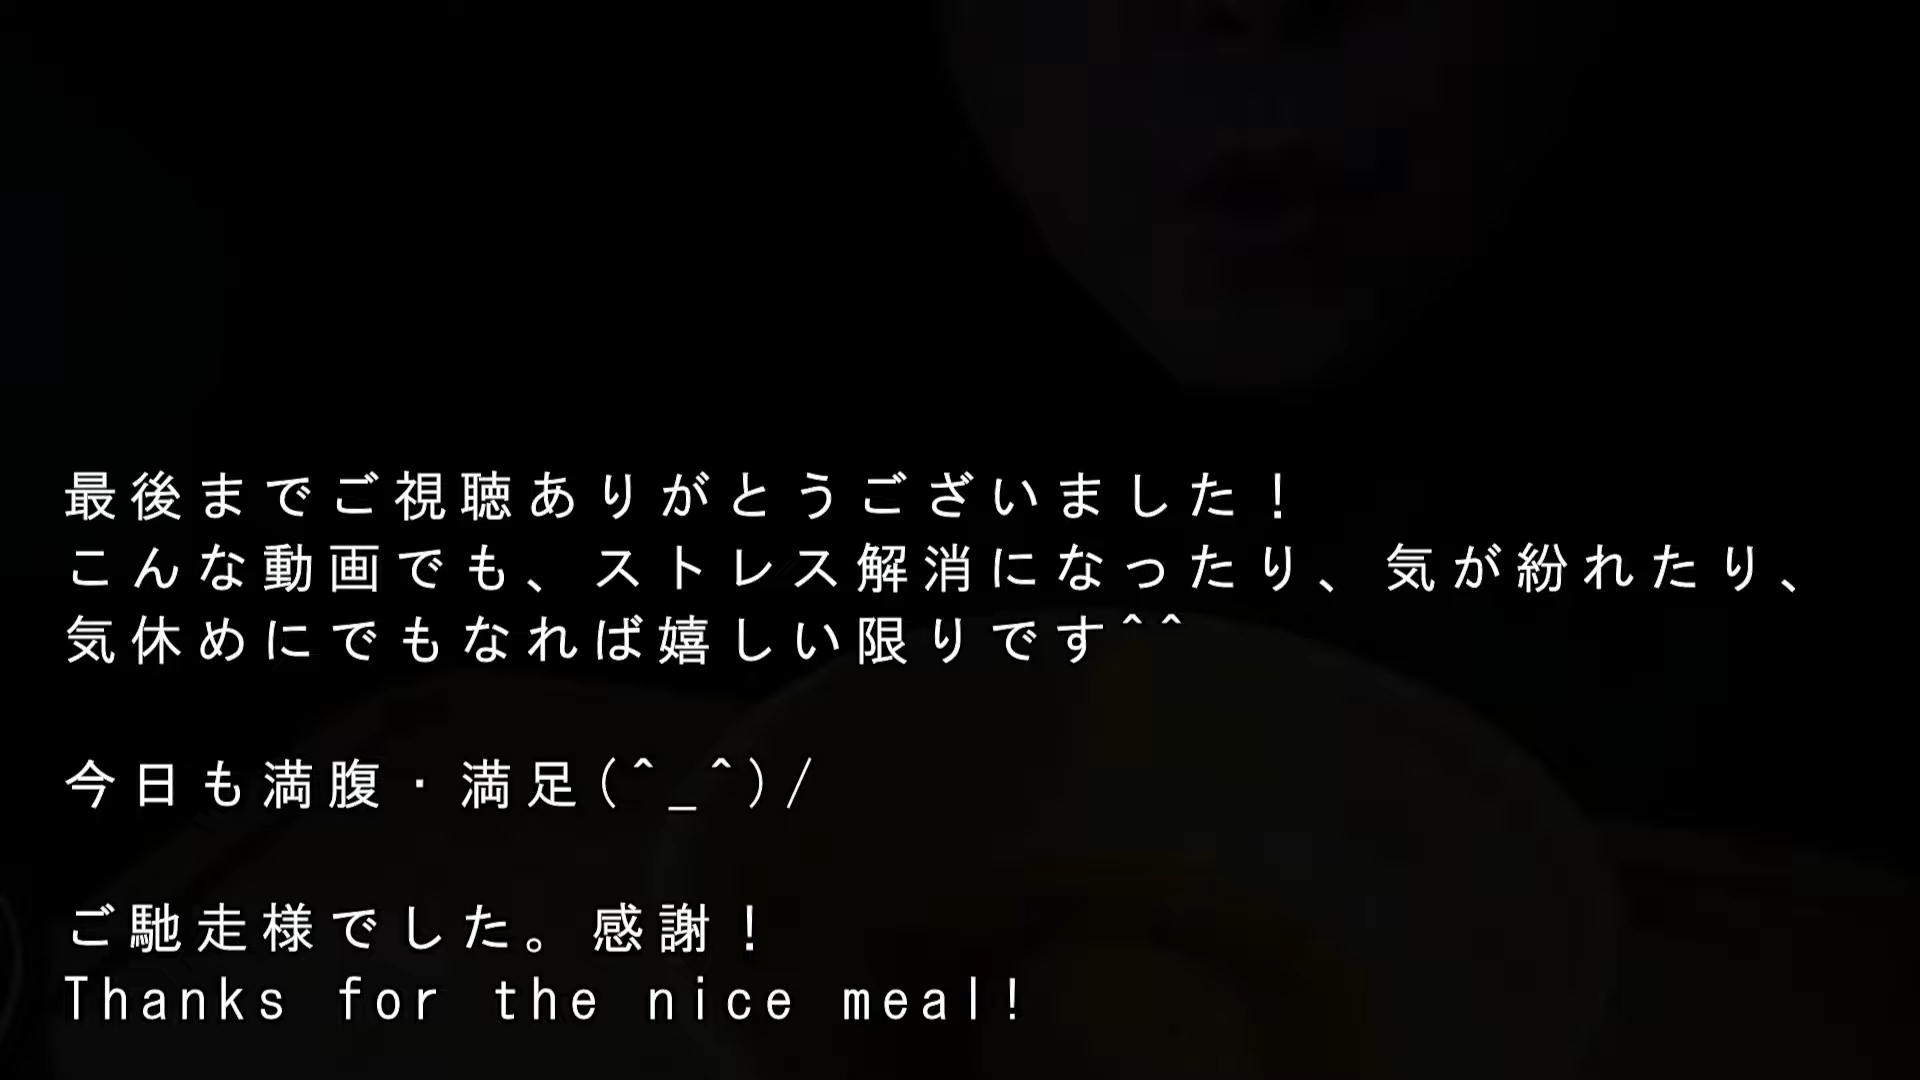 最後までご視聴ありがとうございました！
こんな動画でも、ストレス解消になったり、気が紛れたり、
気休めにでもなれば嬉しい限りです^^
今日も満腹・満足(^_^)/
ご馳走様でした。感謝！
Thanks for the nice meal!